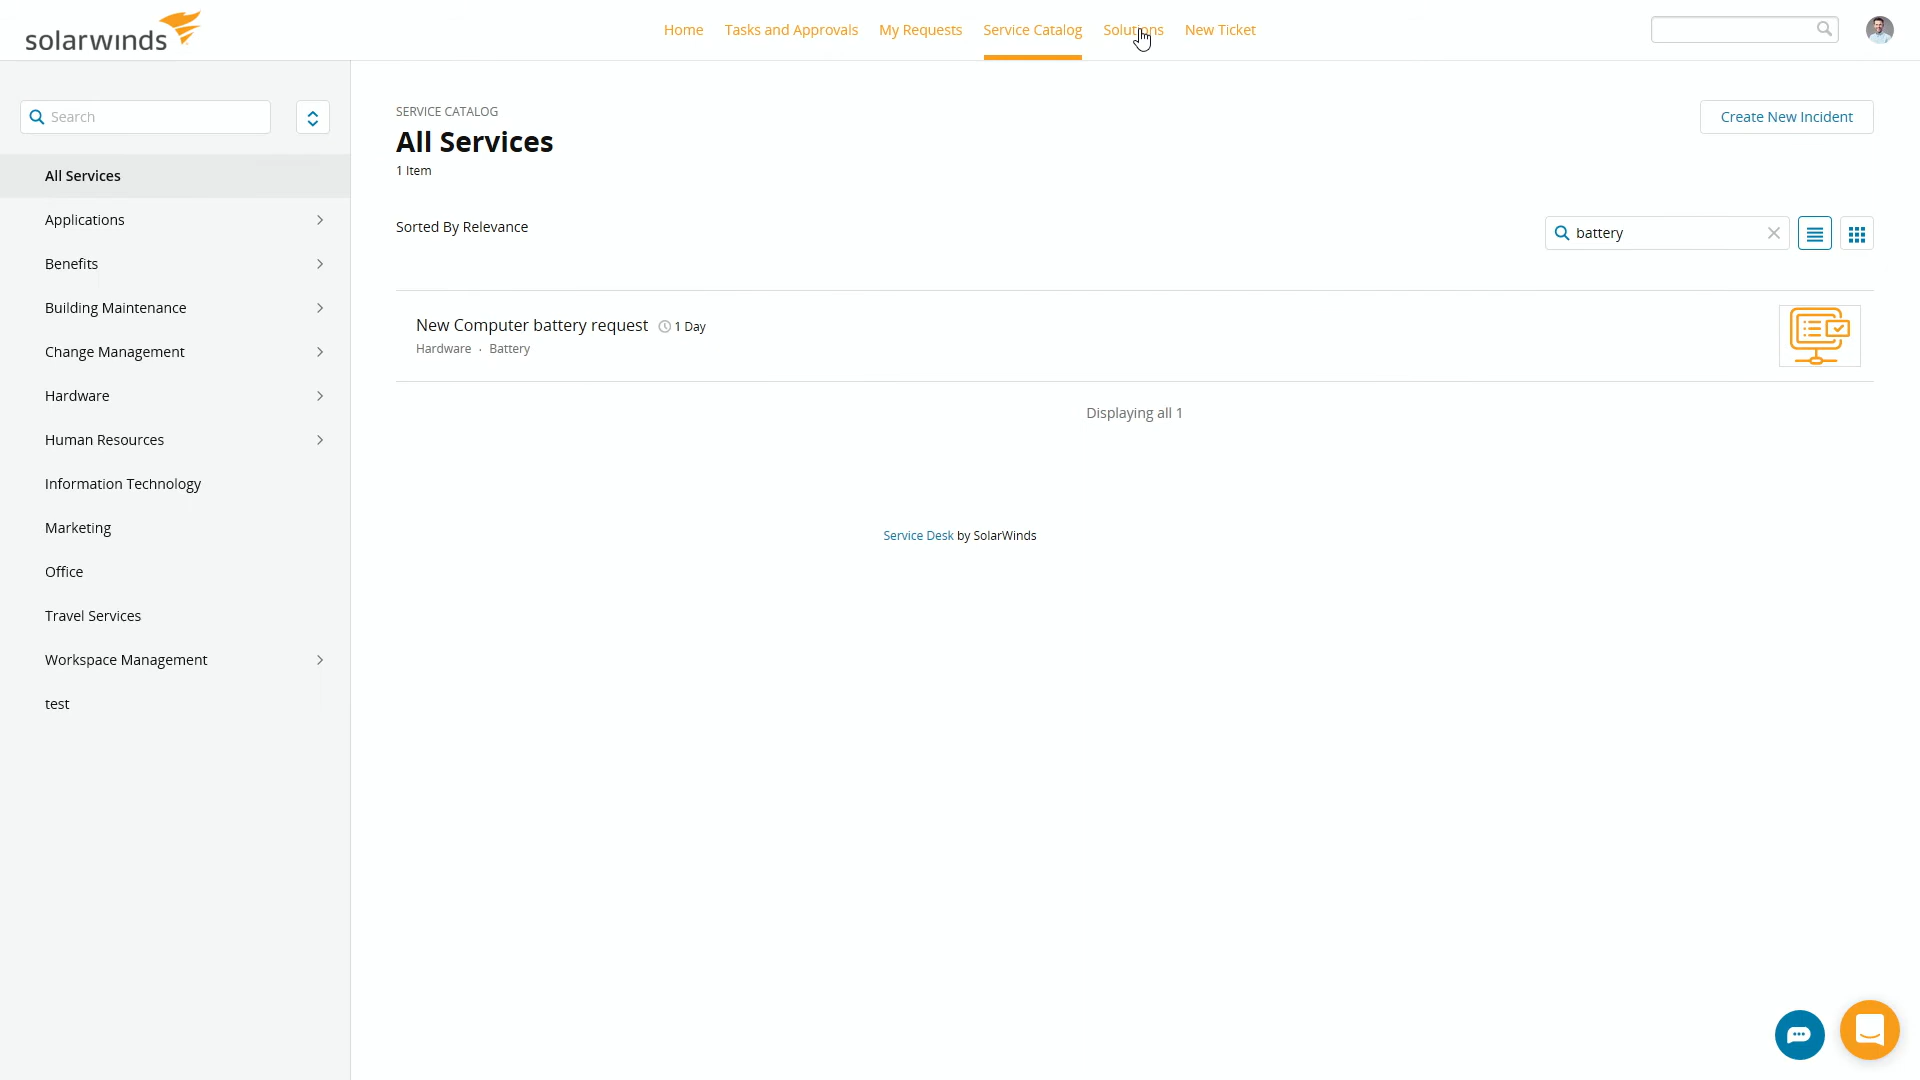 solarwinds
Home
Tasks and Approvals
My Requests
Service Catalog
Solutions
New Ticket
Search
All Services
Applications
Benefits
Building Maintenance
Change Management
Hardware
Human Resources
Information Technology
Marketing
Office
Travel Services
Workspace Management
test
SERVICE CATALOG
All Services
1 Item
Create New Incident
Sorted By Relevance
battery
New Computer battery request 1 Day
Hardware · Battery
Displaying all 1
Service Desk by SolarWinds